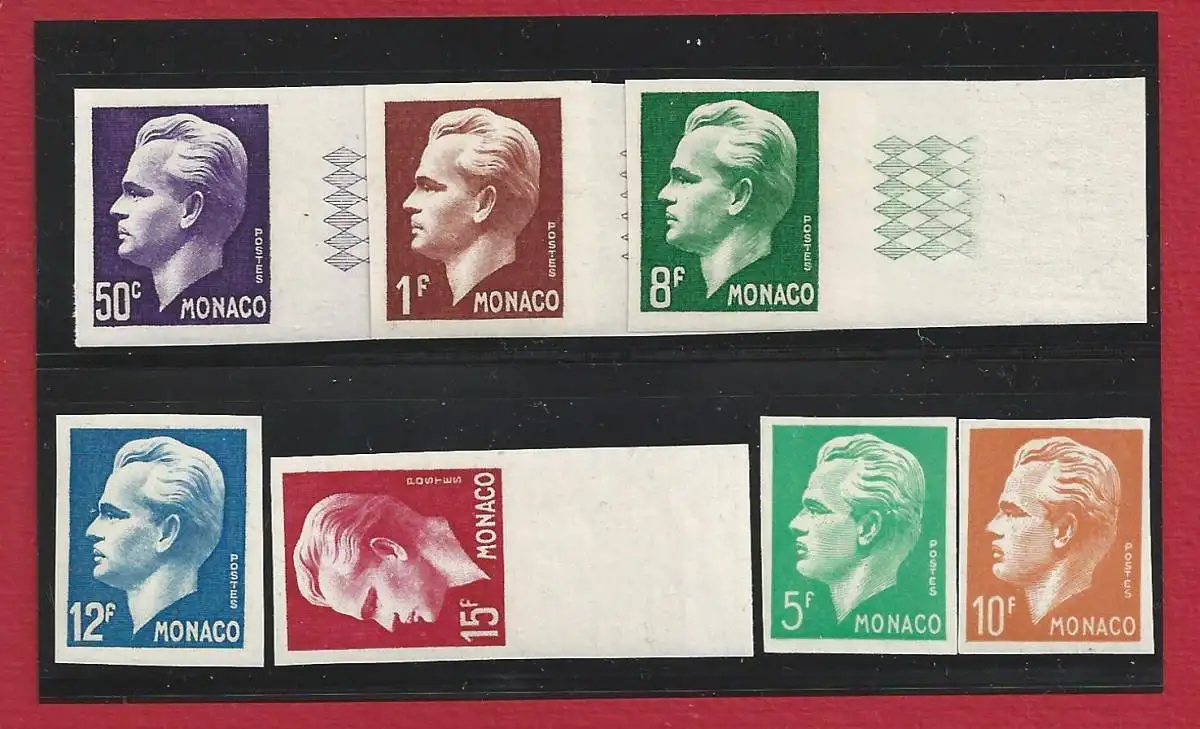 POSTES
50c MONACO
POSTES
1F MONACO
POSTES
8F MONACO
POSTES
12F MONACO
POSTES
MONACO
15F
POSTES
5F MONACO
POSTES
10F MONACO